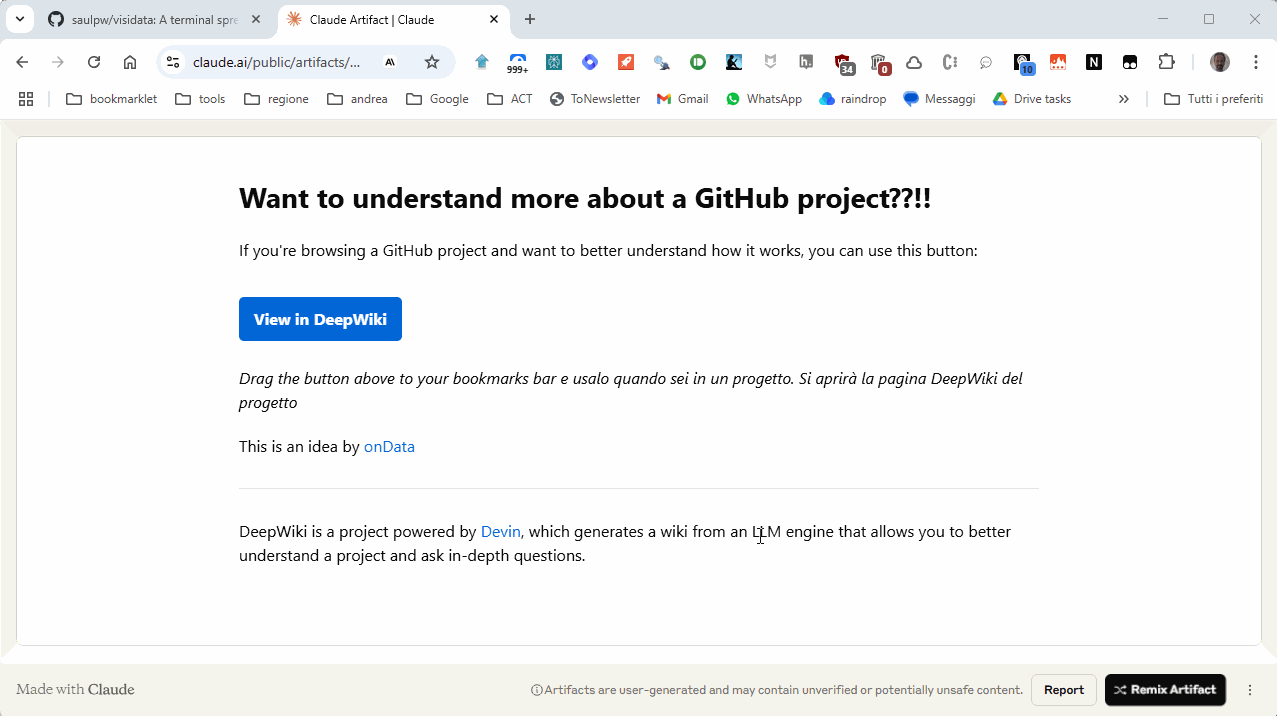 saulpw/visidata: A terminal spre
Claude Artifact | Claude
claude.ai/public/artifacts/...
999+
34
0
10
bookmarklet
tools
regione
andrea
Google
ACT
ToNewsletter
Gmail
WhatsApp
raindrop
Messaggi
Drive tasks
Tutti i preferiti
Want to understand more about a GitHub project??!!
If you're browsing a GitHub project and want to better understand how it works, you can use this button:
View in DeepWiki
Drag the button above to your bookmarks bar e usalo quando sei in un progetto. Si aprirà la pagina DeepWiki del
progetto
This is an idea by onData
DeepWiki is a project powered by Devin, which generates a wiki from an LLM engine that allows you to better
understand a project and ask in-depth questions.
Made with Claude
Artifacts are user-generated and may contain unverified or potentially unsafe content.
Report
Remix Artifact